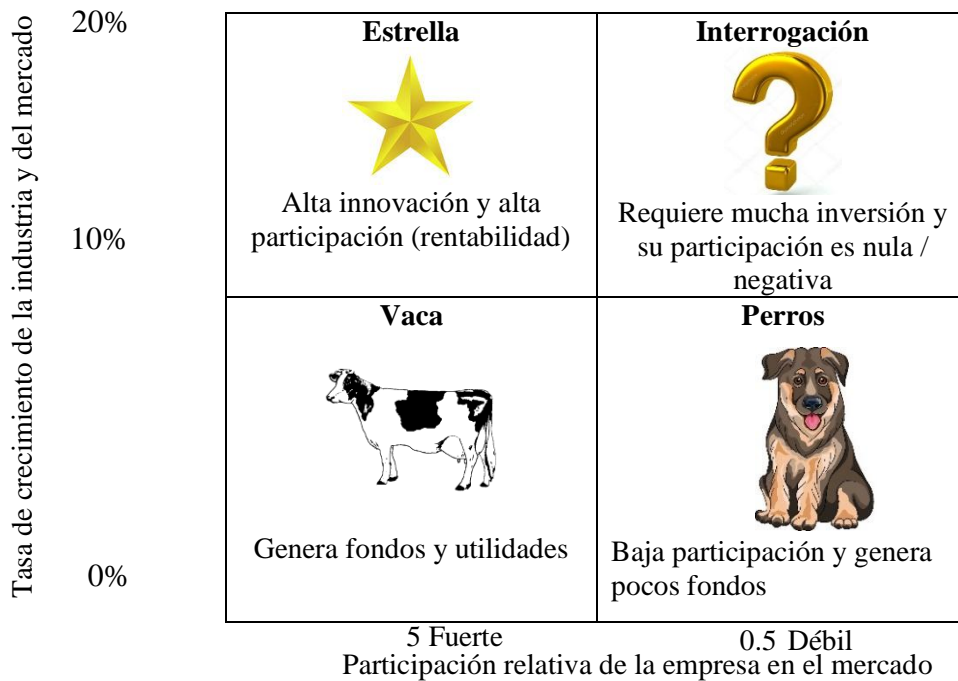 Tasa de crecimiento de la industria y del mercado
20%
10%
0%
Estrella
Alta innovación y alta
participación (rentabilidad)
Interrogación
Requiere mucha inversión y
su participación es nula /
negativa
Vaca
Genera fondos y utilidades
Perros
Baja participación y genera
pocos fondos
5 Fuerte
0.5 Débil
Participación relativa de la empresa en el mercado